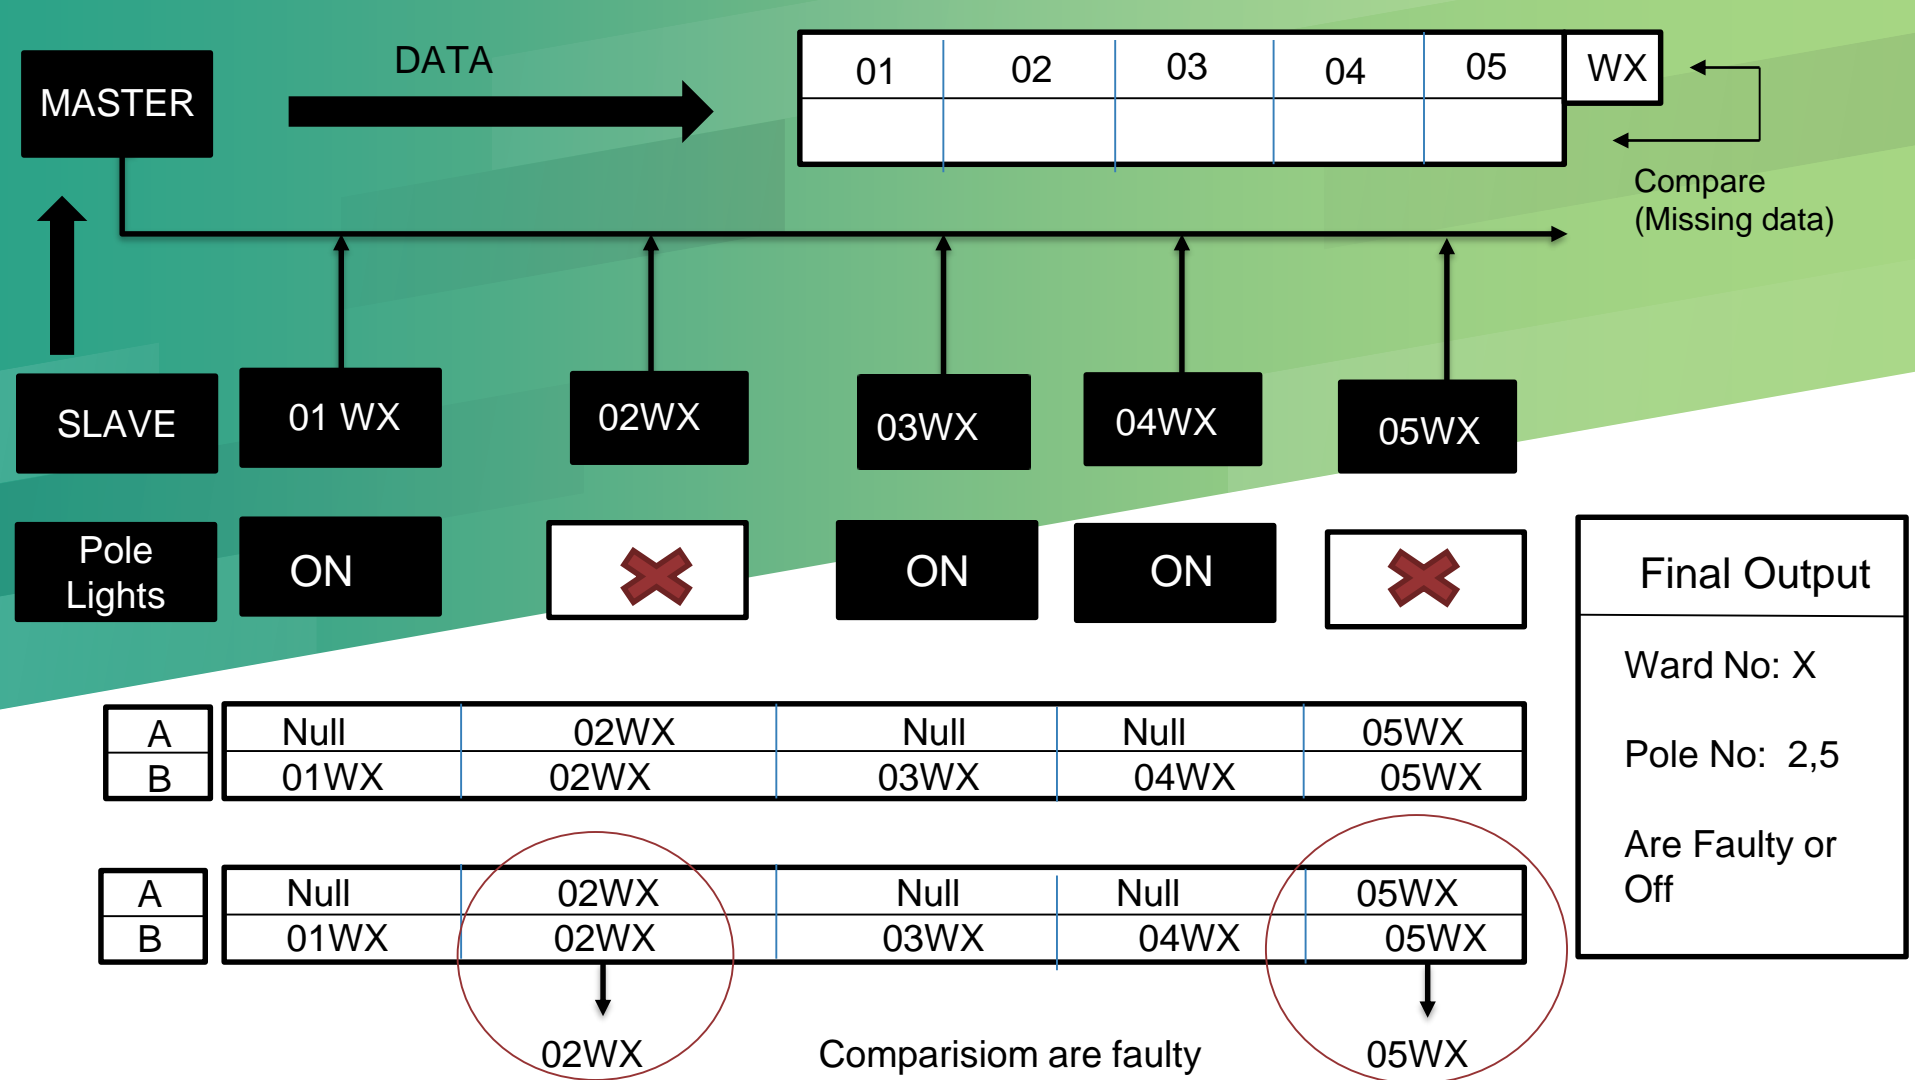 MASTER
DATA
01 02 03 04 05 WX
Compare
(Missing data)
SLAVE 01 WX 02WX 03WX 04WX 05WX
Pole
Lights
ON ON ON
Final Output
Ward No: X
Pole No: 2,5
Are Faulty or
Off
A Null 02WX Null Null 05WX
B 01WX 02WX 03WX 04WX 05WX
A Null 02WX Null Null 05WX
B 01WX 02WX 03WX 04WX 05WX
02WX Comparisiom are faulty 05WX